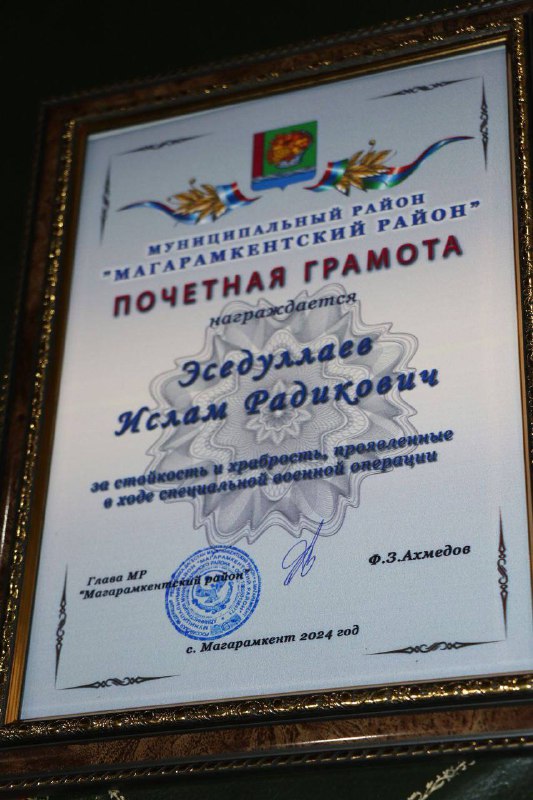 МУНИЦИПАЛЬНЫЙ РАЙОН
"МАГАРАМКЕНТСКИЙ РАЙОН"
ПОЧЕТНАЯ ГРАМОТА
награждается
Эседуллаев
Ислам Радикович
за стойкость и храбрость, проявленные
в ходе специальной военной операции
Глава МР
"Магарамкентский район"
Ф.З.Ахмедов
с. Магарамкент 2024 год